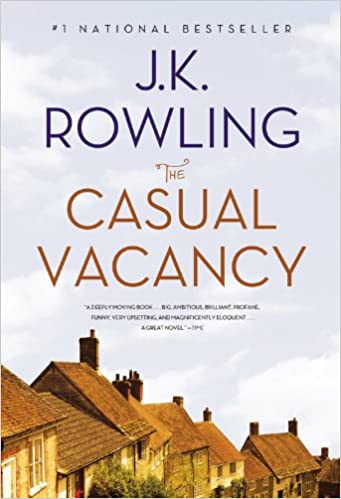 #1 NATIONAL BESTSELLER
J.K.
ROWLING
THE
CASUAL
VACANCY
"A DEEPLY MOVING BOOK . . . . BIG, AMBITIOUS, BRILLIANT, PROFANE,
FUNNY, VERY UPSETTING, AND MAGNIFICENTLY ELOQUENT . . . .
A GREAT NOVEL." —TIME